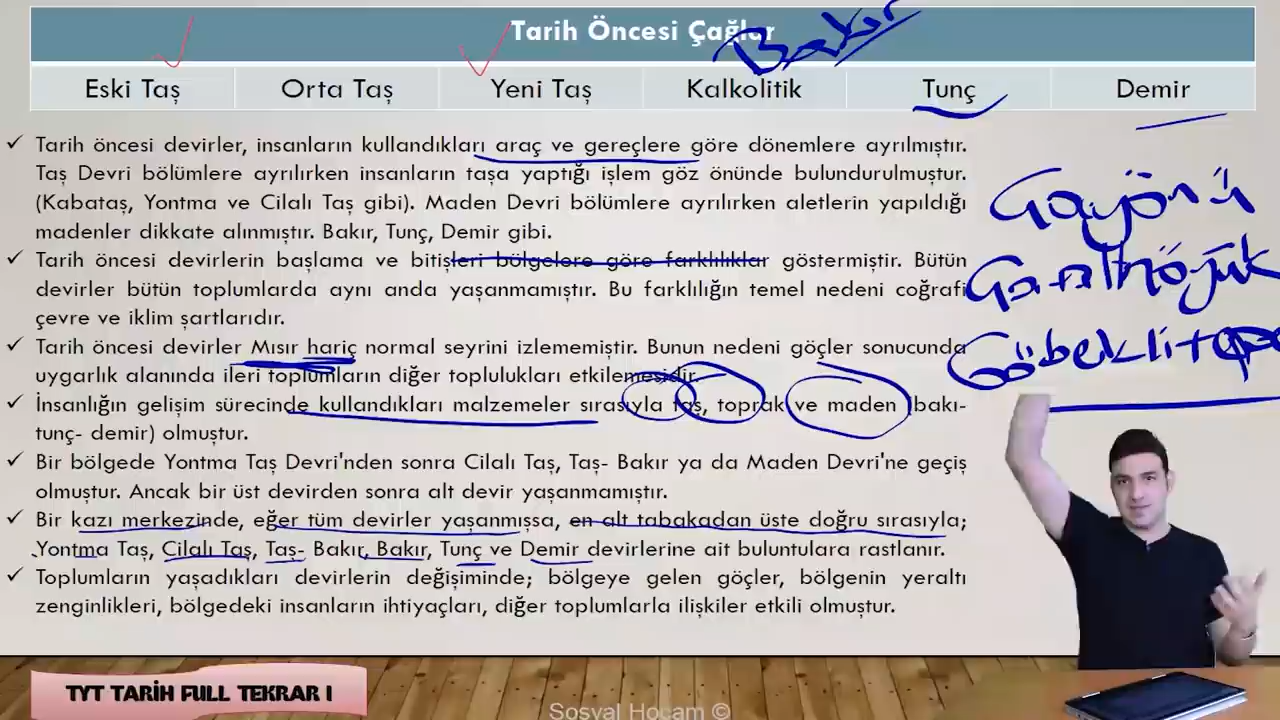 Tarih Öncesi Çağlar
Bakır
Eski Taş
Orta Taş
Yeni Taş
Kalkolitik
Tunç
Demir
✓ Tarih öncesi devirler, insanların kullandıkları araç ve gereçlere göre dönemlere ayrılmıştır.
Taş Devri bölümlere ayrılırken insanların taşa yaptığı işlem göz önünde bulundurulmuştur.
(Kabataş, Yontma ve Cilalı Taş gibi). Maden Devri bölümlere ayrılırken aletlerin yapıldığı
madenler dikkate alınmıştır. Bakır, Tunç, Demir gibi.
✓ Tarih öncesi devirlerin başlama ve bitişleri bölgelere göre farklılıklar göstermiştir. Bütün
devirler bütün toplumlarda aynı anda yaşanmamıştır. Bu farklılığın temel nedeni coğrafi
çevre ve iklim şartlarıdır.
✓ Tarih öncesi devirler Mısır hariç normal seyrini izlememiştir. Bunun nedeni göçler sonucunda
uygarlık alanında ileri toplumların diğer toplulukları etkilemesidir.
✓ İnsanlığın gelişim sürecinde kullandıkları malzemeler sırasıyla taş, toprak ve maden (bakı-
tunç- demir) olmuştur.
✓ Bir bölgede Yontma Taş Devri'nden sonra Cilalı Taş, Taş- Bakır ya da Maden Devri'ne geçiş
olmuştur. Ancak bir üst devirden sonra alt devir yaşanmamıştır.
✓ Bir kazı merkezinde, eğer tüm devirler yaşanmışsa, en alt tabakadan üste doğru sırasıyla;
Yontma Taş, Cilalı Taş, Taş- Bakır, Bakır, Tunç ve Demir devirlerine ait buluntulara rastlanır.
✓ Toplumların yaşadıkları devirlerin değişiminde; bölgeye gelen göçler, bölgenin yeraltı
zenginlikleri, bölgedeki insanların ihtiyaçları, diğer toplumlarla ilişkiler etkili olmuştur.
Göbeklitepe
TYT TARİH FULL TEKRAR I
Sosyal Hocam ©